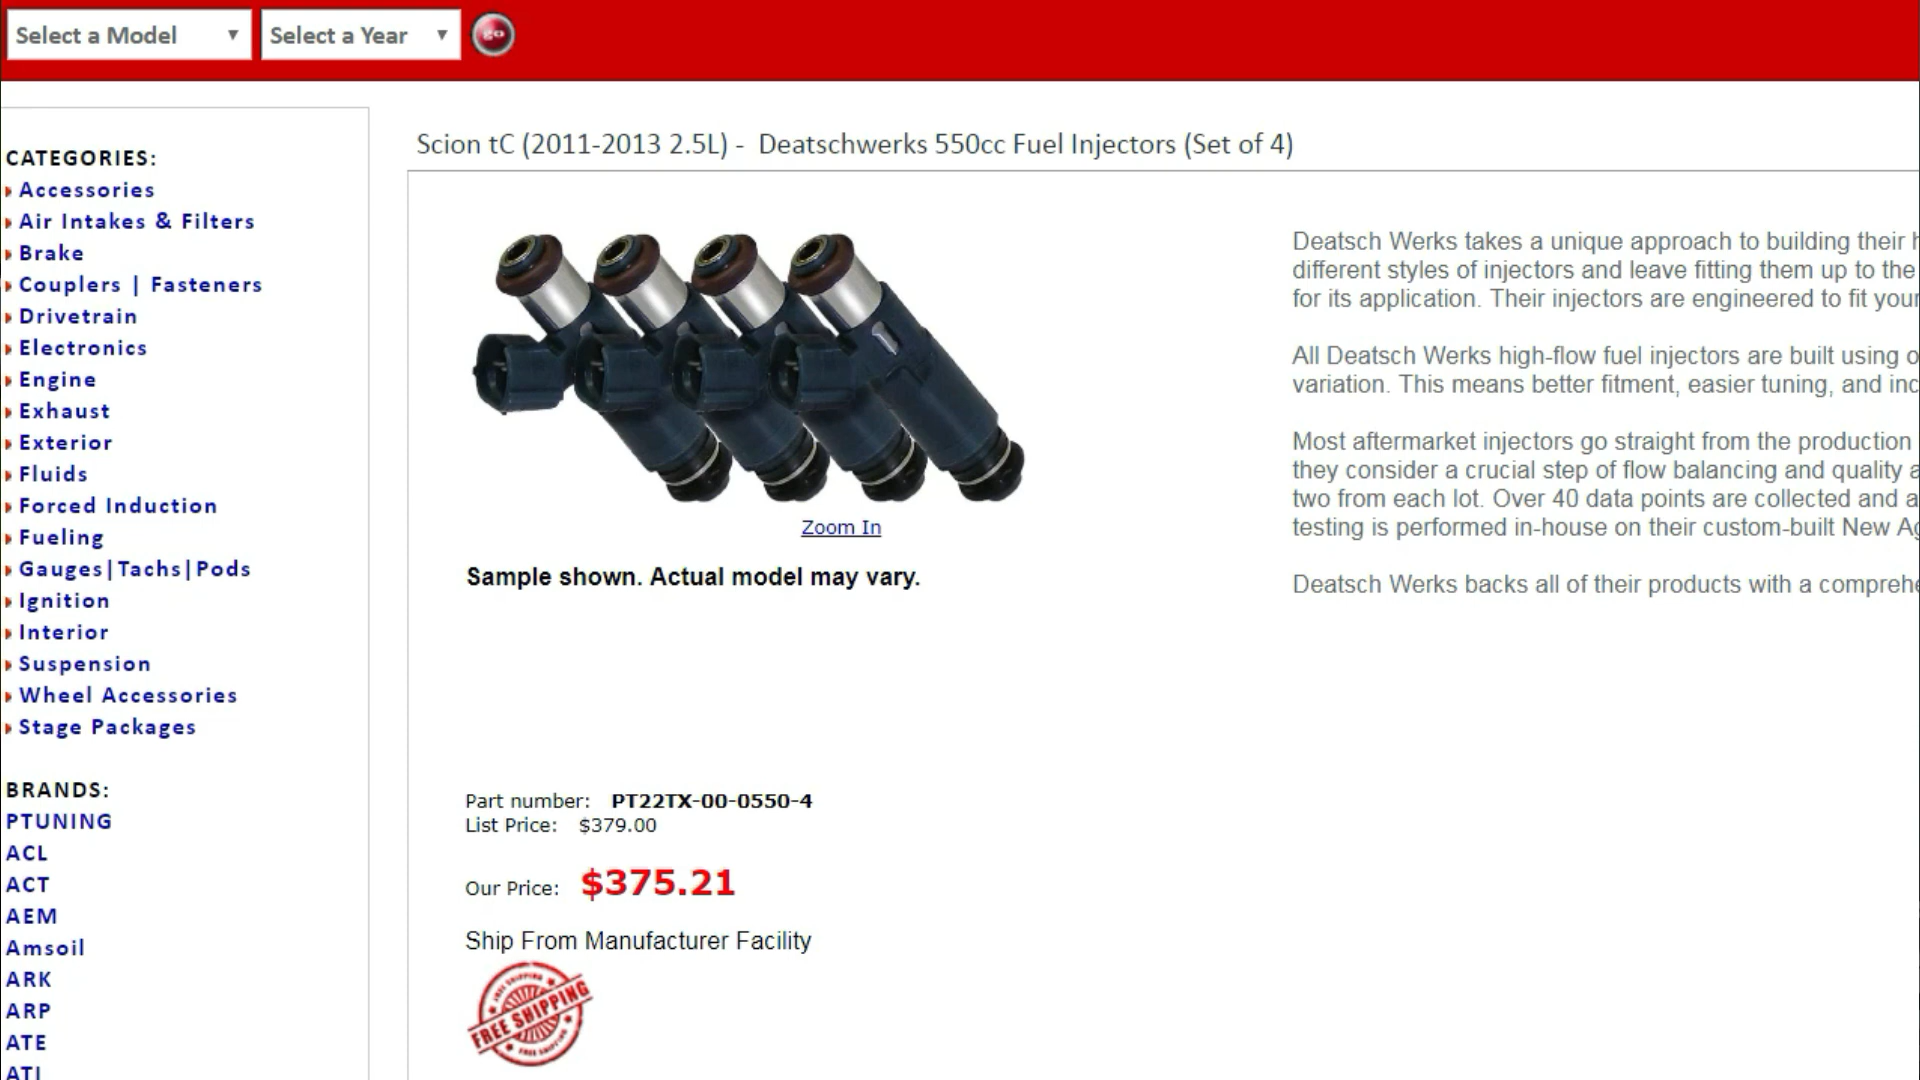 Select a Model
Select a Year
go
CATEGORIES:
Accessories
Air Intakes & Filters
Brake
Couplers | Fasteners
Drivetrain
Electronics
Engine
Exhaust
Exterior
Fluids
Forced Induction
Fueling
Gauges|Tachs|Pods
Ignition
Interior
Suspension
Wheel Accessories
Stage Packages
BRANDS:
PTUNING
ACL
ACT
AEM
Amsoil
ARK
ARP
ATE
Scion tC (2011-2013 2.5L) - Deatschwerks 550cc Fuel Injectors (Set of 4)
Zoom In
Sample shown. Actual model may vary.
Part number: PT22TX-00-0550-4
List Price: $379.00
Our Price: $375.21
Ship From Manufacturer Facility
FREE SHIPPING
FREE SHIPPING
FREE SHIPPING
Deatsch Werks takes a unique approach to building their
different styles of injectors and leave fitting them up to the
for its application. Their injectors are engineered to fit your
All Deatsch Werks high-flow fuel injectors are built using
variation. This means better fitment, easier tuning, and
Most aftermarket injectors go straight from the production
they consider a crucial step of flow balancing and quality
two from each lot. Over 40 data points are collected and
testing is performed in-house on their custom-built New
Deatsch Werks backs all of their products with a